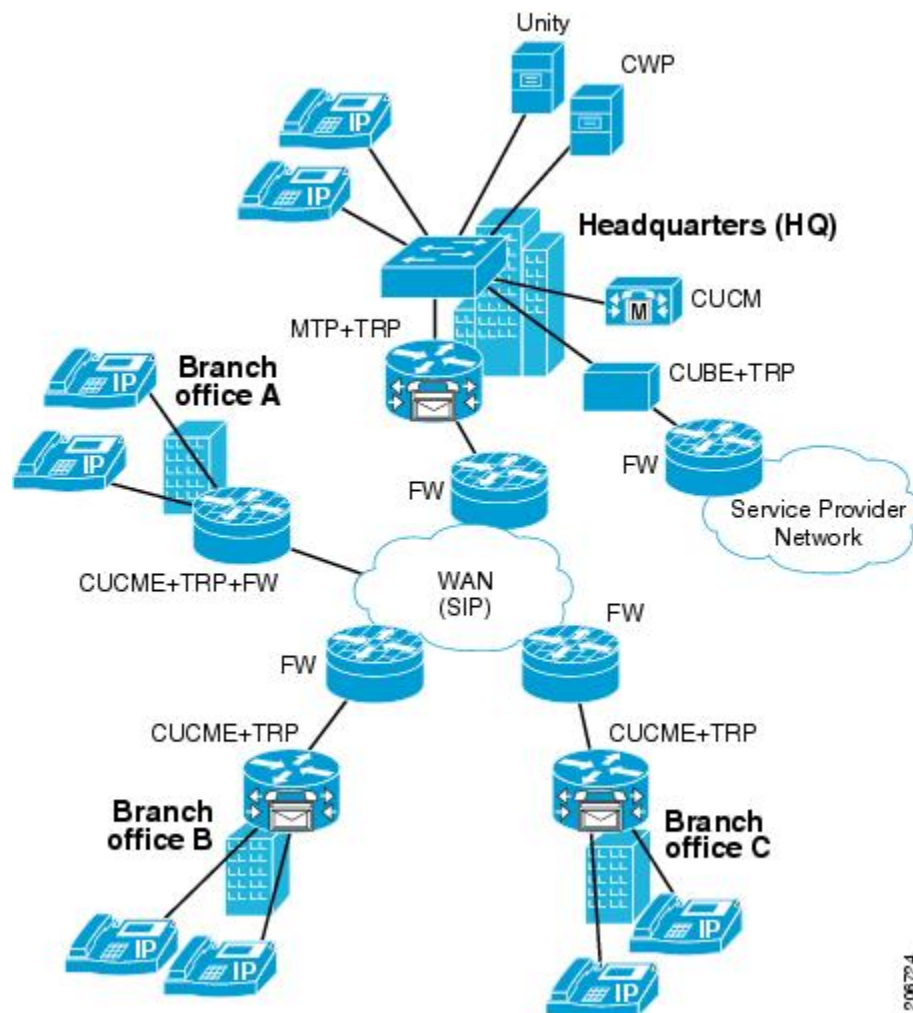 Unity
CWP
IP
IP
Headquarters (HQ)
CUCM
M
MTP+TRP
CUBE+TRP
Branch
office A
IP
IP
FW
FW
Service Provider
Network
CUCME+TRP+FW
WAN
(SIP)
FW
FW
CUCME+TRP
CUCME+TRP
Branch
office B
Branch
office C
IP
IP
IP
IP
206724